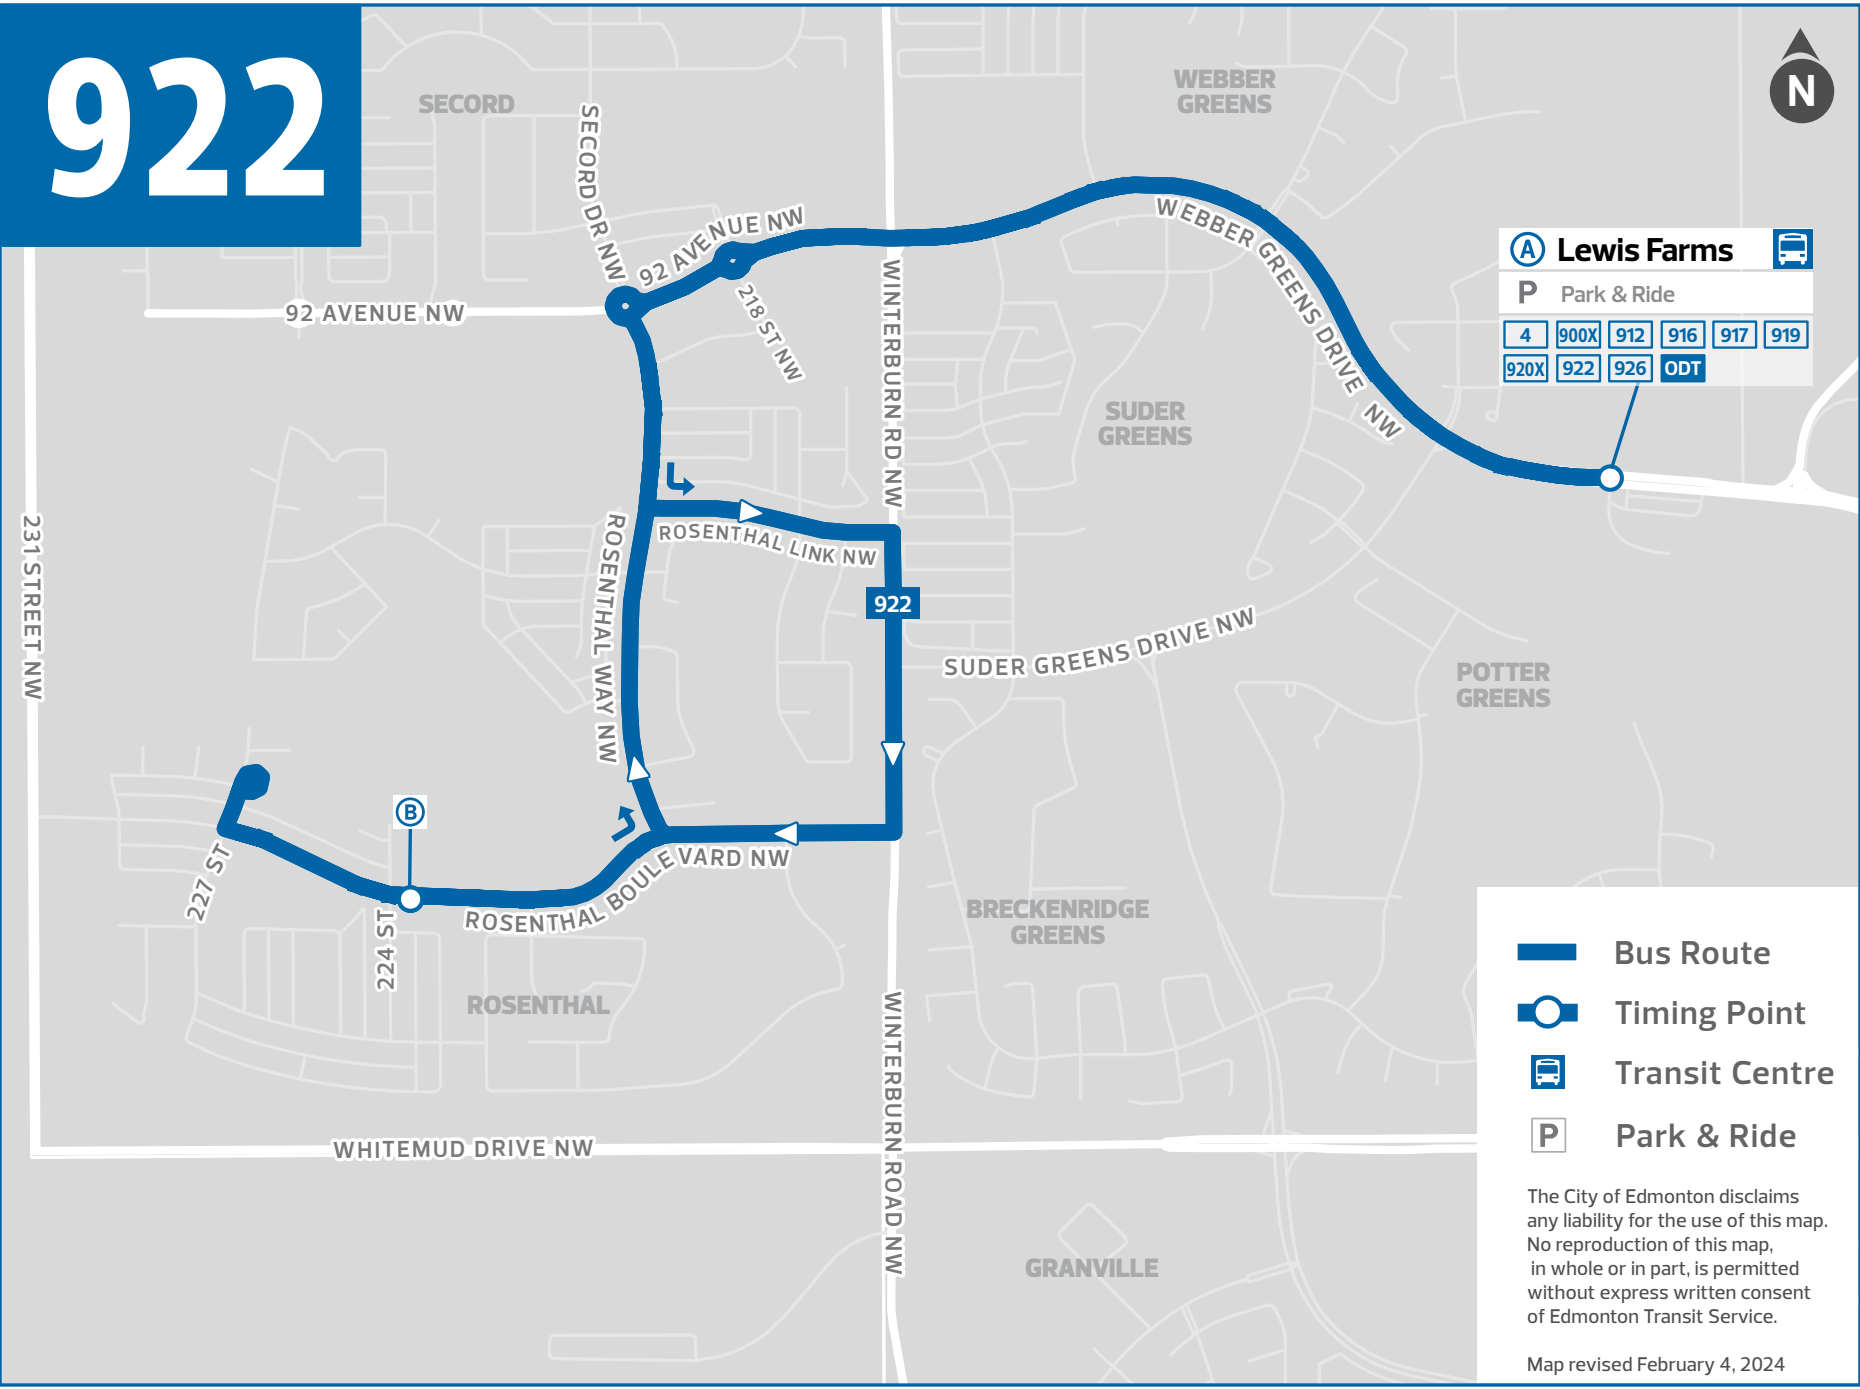 922
SECORD
WEBBER
GREENS
N
SECORD DR NW
92 AVENUE NW
WEBBER GREENS DRIVE NW
A Lewis Farms
P Park & Ride
4 900X 912 916 917 919
920X 922 926 ODT
92 AVENUE NW
218 ST NW
WINTERBURN RD NW
SUDER
GREENS
231 STREET NW
ROSENTHAL WAY NW
ROSENTHAL LINK NW
922
SUDER GREENS DRIVE NW
POTTER
GREENS
B
227 ST
224 ST
ROSENTHAL BOULEVARD NW
BRECKENRIDGE
GREENS
ROSENTHAL
WINTERBURN ROAD NW
WHITEMUD DRIVE NW
GRANVILLE
Bus Route
Timing Point
Transit Centre
P Park & Ride
The City of Edmonton disclaims
any liability for the use of this map.
No reproduction of this map,
in whole or in part, is permitted
without express written consent
of Edmonton Transit Service.
Map revised February 4, 2024